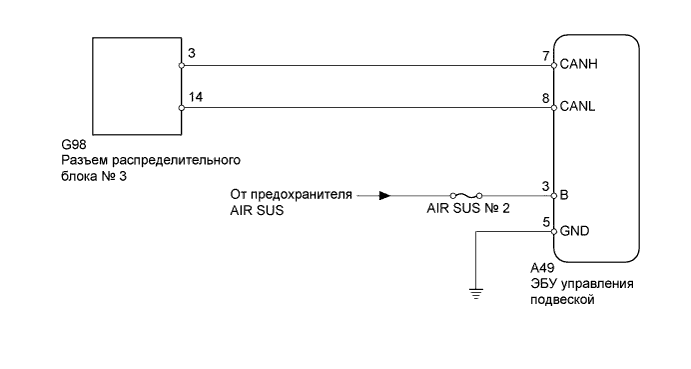 3
7
CANH
14
8
CANL
G98
Разъем распределительного
блока № 3
От предохранителя
AIR SUS
AIR SUS № 2
3
B
5
GND
A49
ЭБУ управления
подвеской